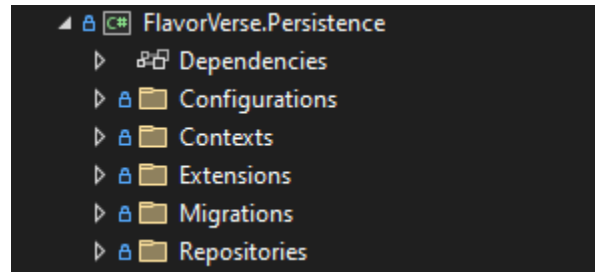 C# FlavorVerse.Persistence
Dependencies
Configurations
Contexts
Extensions
Migrations
Repositories